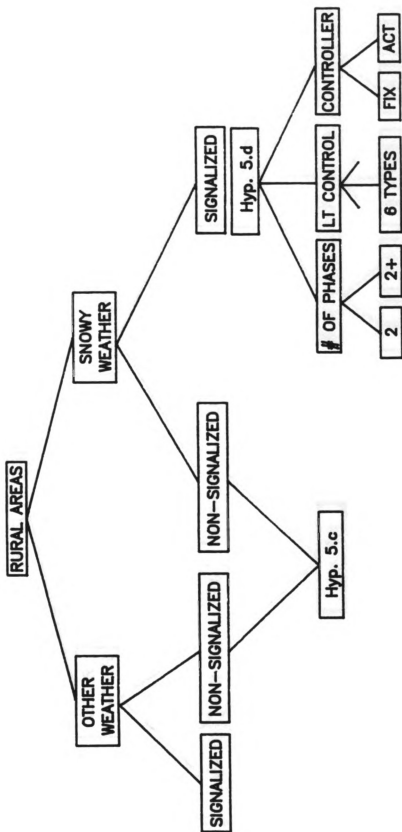 RURAL AREAS
OTHER
WEATHER
SNOWY
WEATHER
SIGNALIZED
NON-SIGNALIZED
NON-SIGNALIZED
SIGNALIZED
Hyp. 5.d
Hyp. 5.c
# OF PHASES
LT CONTROL
CONTROLLER
2
2+
6 TYPES
FIX
ACT